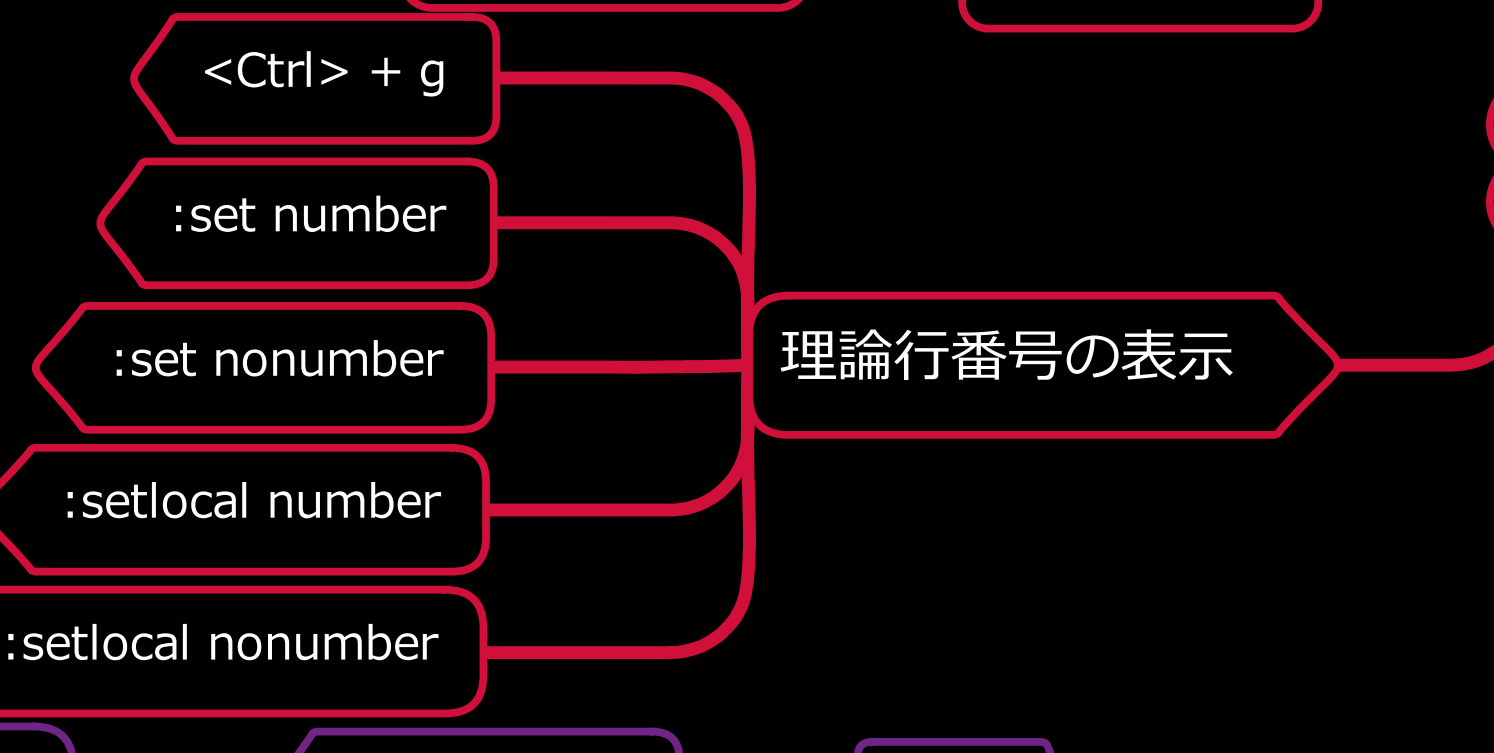 <Ctrl> + g
:set number
:set nonumber
理論行番号の表示
:setlocal number
:setlocal nonumber